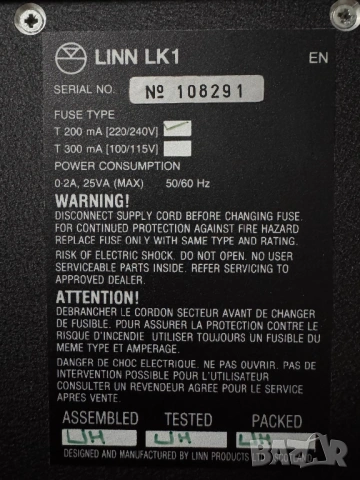 LINN LK1 EN
SERIAL NO. Nº 108291
FUSE TYPE
T 200 mA [220/240V]
T 300 mA [100/115V]
POWER CONSUMPTION
0·2A, 25VA (MAX) 50/60 Hz
WARNING!
DISCONNECT SUPPLY CORD BEFORE CHANGING FUSE.
FOR CONTINUED PROTECTION AGAINST FIRE HAZARD
REPLACE FUSE ONLY WITH SAME TYPE AND RATING.
RISK OF ELECTRIC SHOCK. DO NOT OPEN. NO USER
SERVICEABLE PARTS INSIDE. REFER SERVICING TO
APPROVED DEALER.
ATTENTION!
DEBRANCHER LE CORDON SECTEUR AVANT DE CHANGER
DE FUSIBLE. POUR ASSURER LA PROTECTION CONTRE LE
RISQUE D'INCENDIE UTILISER TOUJOURS UN FUSIBLE DU
MEME TYPE ET AMPERAGE.
DANGER DE CHOC ELECTRIQUE. NE PAS OUVRIR. PAS DE
INTERVENTION POSSIBLE POUR L'UTILISATEUR
CONSULTER UN REVENDEUR AGREE POUR LE SERVICE
APRES VENTE.
ASSEMBLED TESTED PACKED
DESIGNED AND MANUFACTURED BY LINN PRODUCTS LTD SCOTLAND
BAZAR